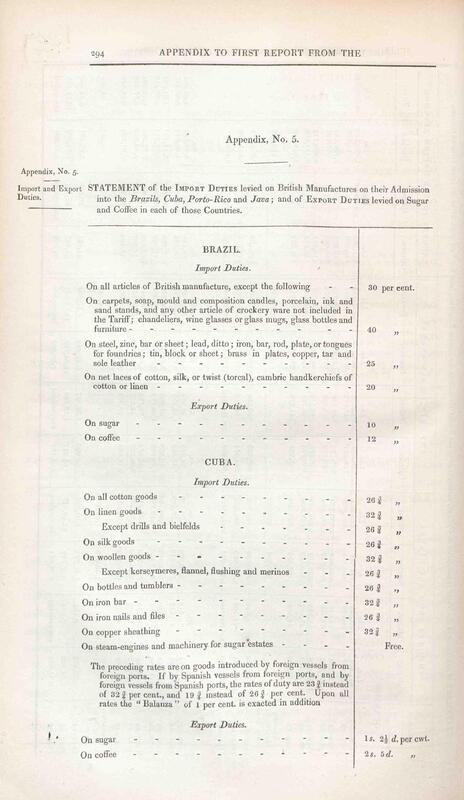 294 APPENDIX TO FIRST REPORT FROM THE
Appendix, No. 5.
Appendix, No. 5.
Import and Export
Duties.
STATEMENT of the IMPORT DUTIES levied on British Manufactures on their Admission
into the Brazils, Cuba, Porto-Rico and Java; and of EXPORT DUTIES levied on Sugar
and Coffee in each of those Countries.
BRAZIL.
Import Duties.
On all articles of British manufacture, except the following - - 30 per cent.
On carpets, soap, mould and composition candles, porcelain, ink and
sand stands, and any other article of crockery ware not included in
the Tariff; chandeliers, wine glasses or glass mugs, glass bottles and
furniture - - - - - - - - - - 40 „
On steel, zinc, bar or sheet; lead, ditto; iron, bar, rod, plate, or tongues
for foundries; tin, block or sheet; brass in plates, copper, tar and
sole leather - - - - - - - - - 25 „
On net laces of cotton, silk, or twist (torcal), cambric handkerchiefs of
cotton or linen - - - - - - - - - 20 „
Export Duties.
On sugar - - - - - - - - - - 10 „
On coffee - - - - - - - - - - 12 „
CUBA.
Import Duties.
On all cotton goods - - - - - - - - 26 ¾ „
On linen goods - - - - - - - - 32 ¾ „
Except drills and bielfelds - - - - - - - 26 ¾ „
On silk goods - - - - - - - - 26 ¾ „
On woollen goods - - - - - - - - 32 ¾ „
Except kerseymeres, flannel, flushing and merinos - - - 26 ¾ „
On bottles and tumblers - - - - - - - - 26 ¾ „
On iron bar - - - - - - - - - 32 ¾ „
On iron nails and files - - - - - - - - 26 ¾ „
On copper sheathing - - - - - - - - 32 ¾ „
On steam-engines and machinery for sugar estates - - - - Free.
The preceding rates are on goods introduced by foreign vessels from
foreign ports. If by Spanish vessels from foreign ports, and by
foreign vessels from Spanish ports, the rates of duty are 23 ¾ instead
of 32 ¾ per cent., and 19 ¾ instead of 26 ¾ per cent. Upon all
rates the "Balanza" of 1 per cent. is exacted in addition
Export Duties.
On sugar - - - - - - - - - - 1s. 2½ d. per cwt.
On coffee - - - - - - - - - - 2s. 5d. „